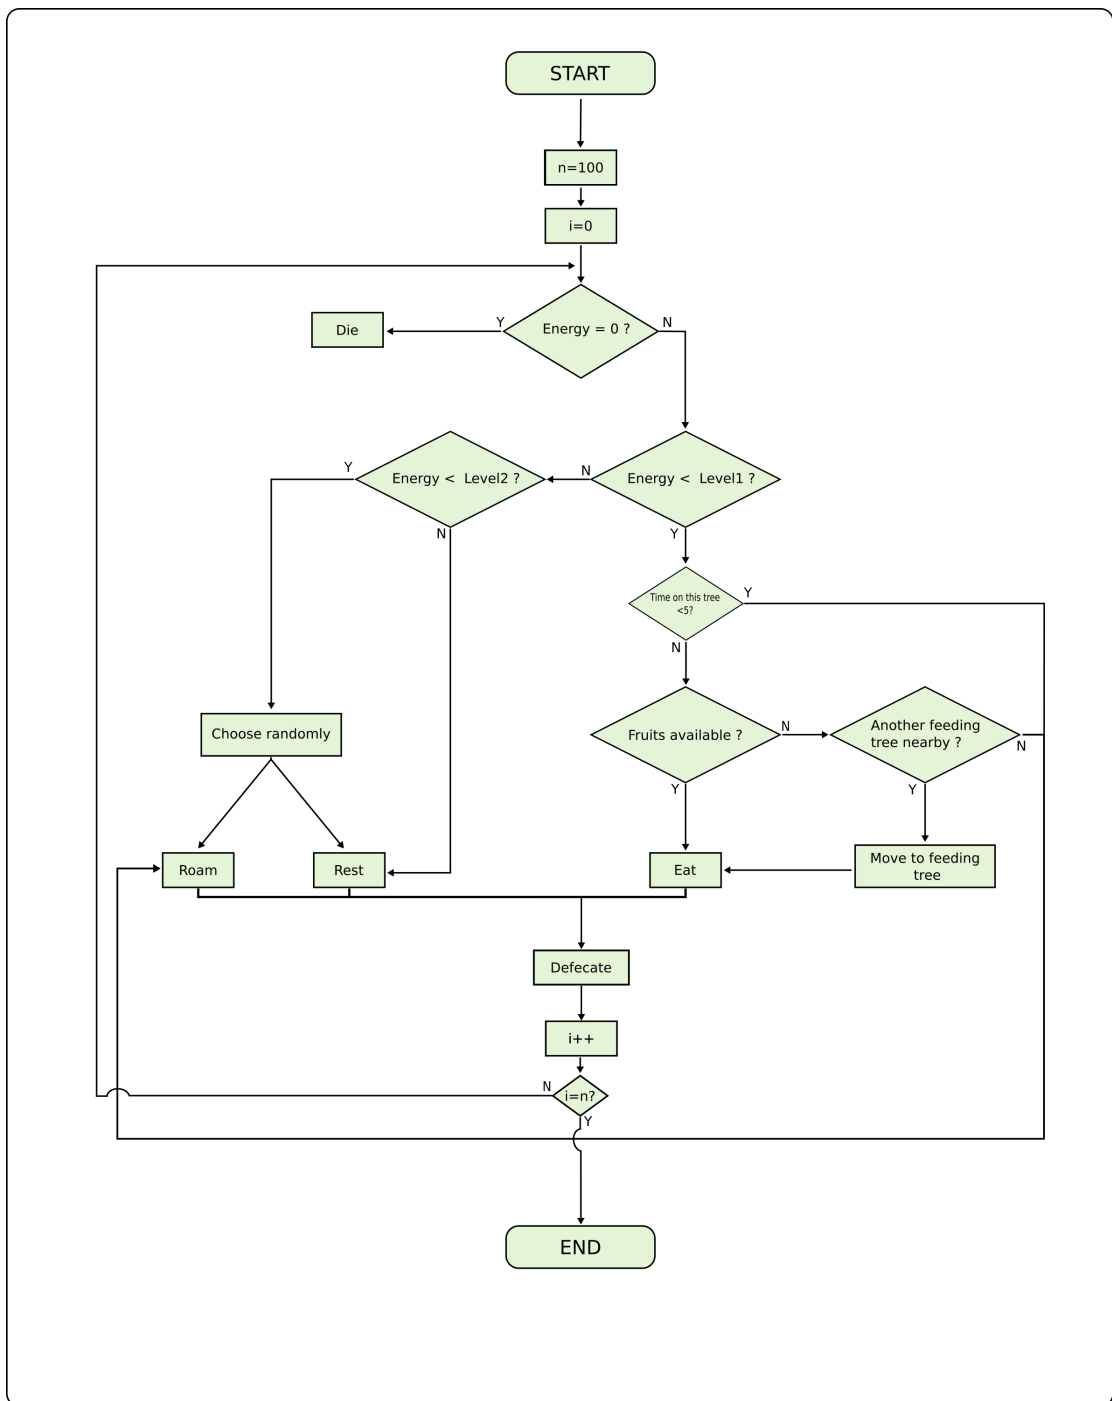 START
n=100
i=0
Energy = 0 ?
Y
N
Die
Energy <  Level2 ?
Energy <  Level1 ?
Y
N
N
Y
Time on this tree
<5?
Y
N
Choose randomly
Fruits available ?
N
Another feeding
tree nearby ?
N
Y
Y
Roam
Rest
Eat
Move to feeding
tree
Defecate
i++
i=n?
N
Y
END